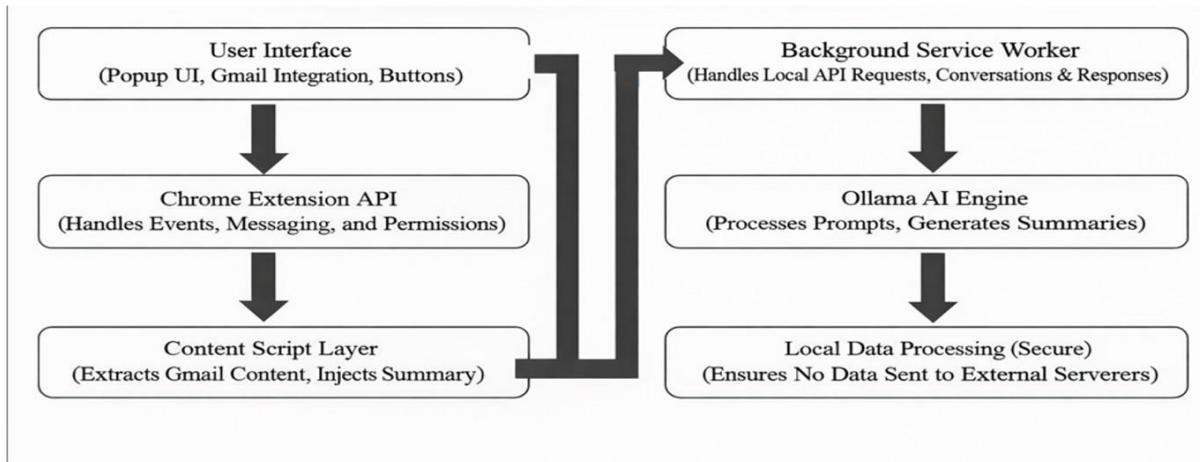 User Interface
(Popup UI, Gmail Integration, Buttons)
Chrome Extension API
(Handles Events, Messaging, and Permissions)
Content Script Layer
(Extracts Gmail Content, Injects Summary)
Background Service Worker
(Handles Local API Requests, Conversations & Responses)
Ollama AI Engine
(Processes Prompts, Generates Summaries)
Local Data Processing (Secure)
(Ensures No Data Sent to External Serverers)